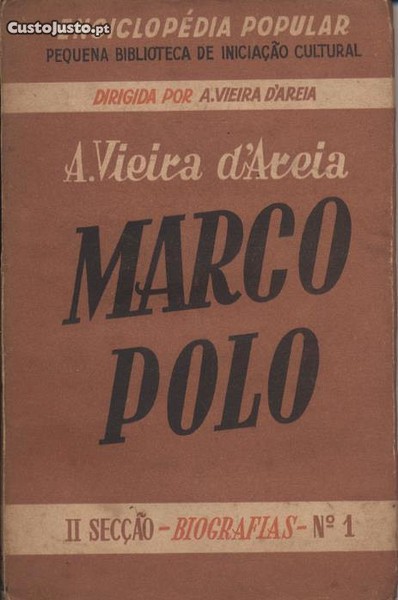 CustoJusto.pt
ENCICLOPÉDIA POPULAR
PEQUENA BIBLIOTECA DE INICIAÇÃO CULTURAL
DIRIGIDA POR A.VIEIRA D'AREIA
A.Vieira d'Areia
MARCO
POLO
II SECÇÃO - BIOGRAFIAS - Nº 1